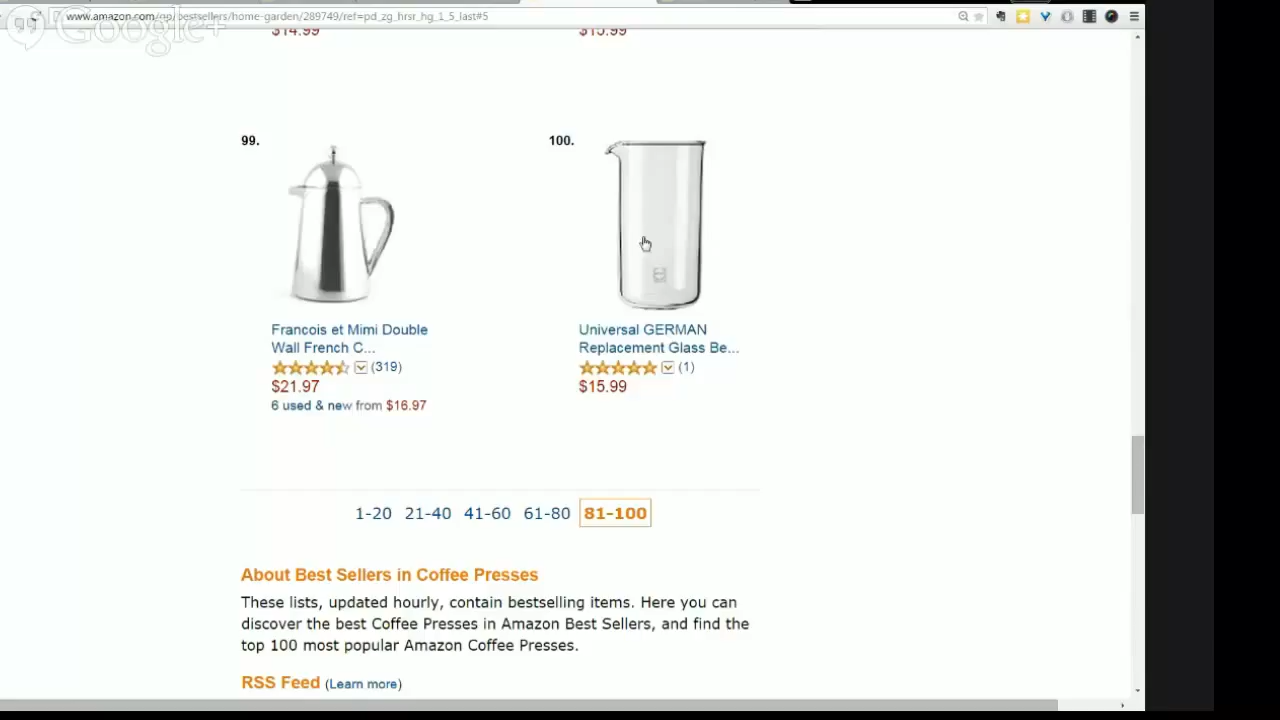 www.amazon.com/gp/bestsellers/home-garden/289749/ref=pd_zg_hrsr_hg_1_5_last#5
Google+
$14.99 $15.99
99. 100.
Francois et Mimi Double
Wall French C...
(319)
$21.97
6 used & new from $16.97
Universal GERMAN
Replacement Glass Be...
(1)
$15.99
1-20 21-40 41-60 61-80 81-100
About Best Sellers in Coffee Presses
These lists, updated hourly, contain bestselling items. Here you can
discover the best Coffee Presses in Amazon Best Sellers, and find the
top 100 most popular Amazon Coffee Presses.
RSS Feed (Learn more)